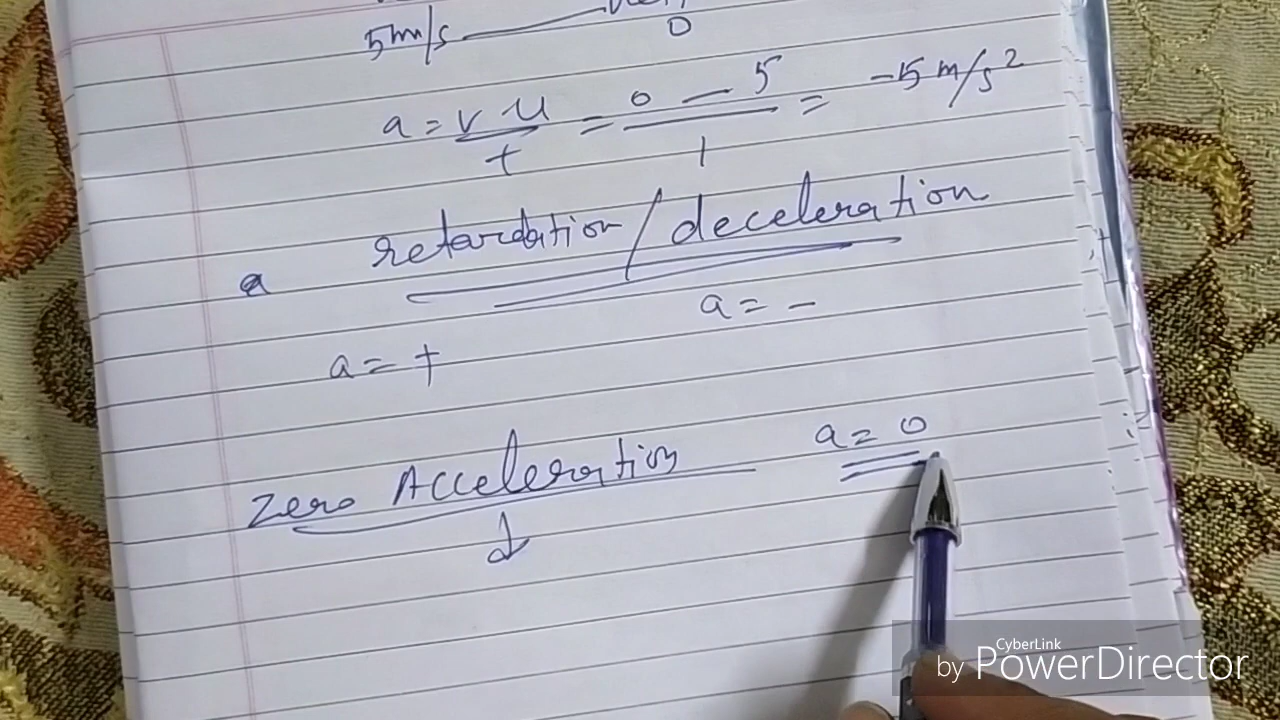 5m/s 0
a = v u / t = 0 - 5 / 1 = -5 m/s²
retardation / deceleration
a
a = -
a = +
Zero Acceleration a = 0
CyberLink
by PowerDirector